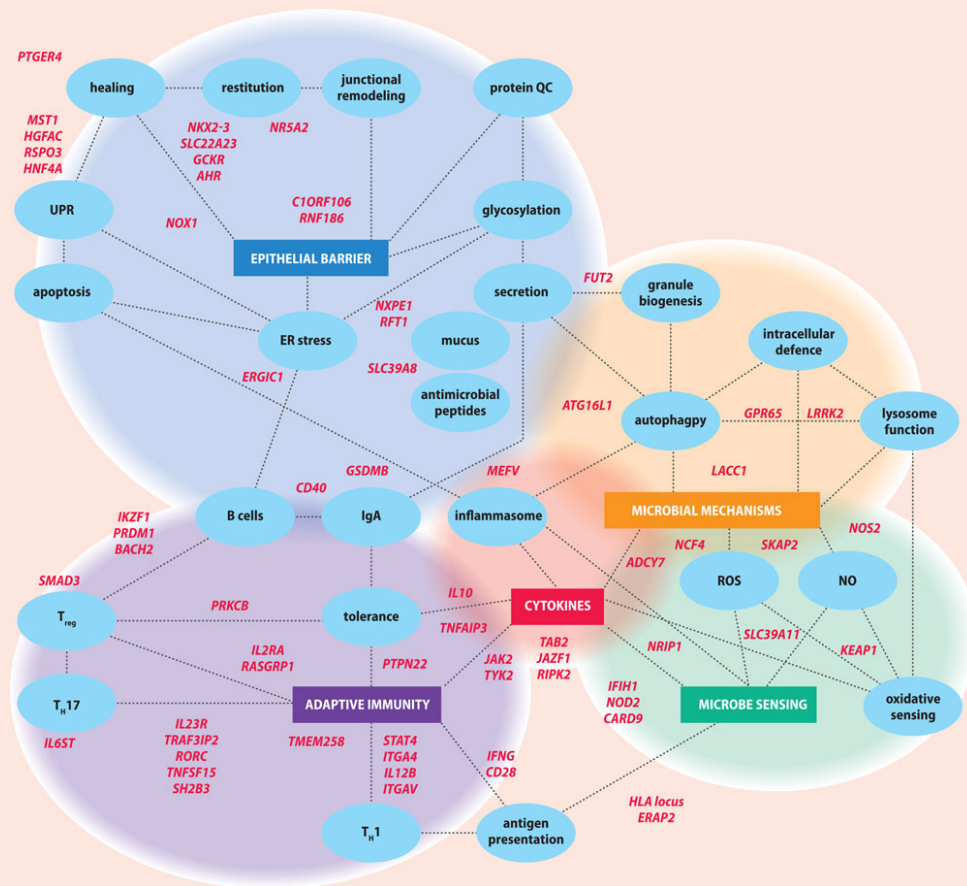 PTGER4
healing
restitution
junctional
remodeling
protein QC
MST1
HGFAC
RSPO3
HNF4A
NKX2-3
SLC22A23
GCKR
AHR
NR5A2
UPR
NOX1
C1ORF106
RNF186
glycosylation
EPITHELIAL BARRIER
apoptosis
secretion
FUT2
granule
biogenesis
NXPE1
RFT1
ER stress
mucus
intracellular
defence
ERGIC1
SLC39A8
antimicrobial
peptides
ATG16L1
autophagpy
GPR65
LRRK2
lysosome
function
GSDMB
MEFV
LACC1
CD40
IKZF1
PRDM1
BACH2
B cells
IgA
inflammasome
MICROBIAL MECHANISMS
NOS2
NCF4
SKAP2
ADCY7
SMAD3
ROS
NO
Treg
PRKCB
tolerance
IL10
CYTOKINES
TNFAIP3
SLC39A11
IL2RA
RASGRP1
PTPN22
JAK2
TYK2
TAB2
JAZF1
RIPK2
NRIP1
KEAP1
TH17
ADAPTIVE IMMUNITY
IFIH1
NOD2
CARD9
MICROBE SENSING
oxidative
sensing
IL6ST
IL23R
TRAF3IP2
RORC
TNFSF15
SH2B3
TMEM258
STAT4
ITGA4
IL12B
ITGAV
IFNG
CD28
HLA locus
ERAP2
TH1
antigen
presentation